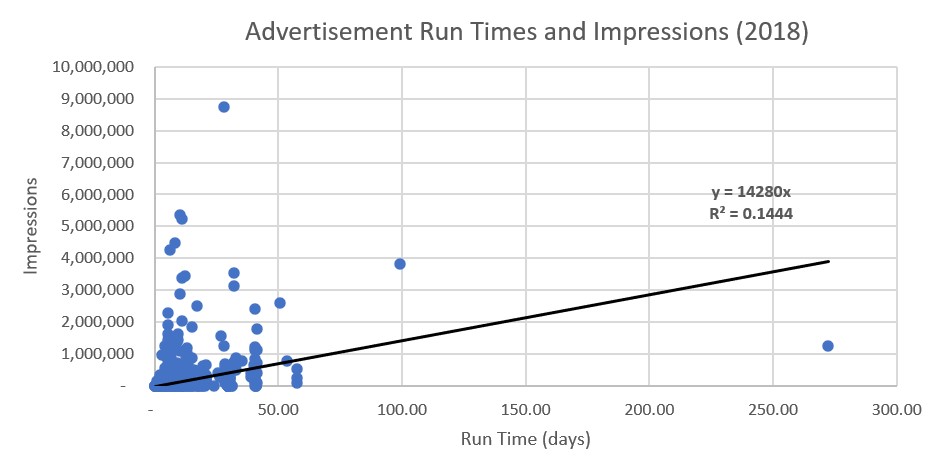 Advertisement Run Times and Impressions (2018)
10,000,000
9,000,000
8,000,000
7,000,000
6,000,000
5,000,000
4,000,000
3,000,000
2,000,000
1,000,000
-
Impressions
y = 14280x
R² = 0.1444
- 50.00 100.00 150.00 200.00 250.00 300.00
Run Time (days)